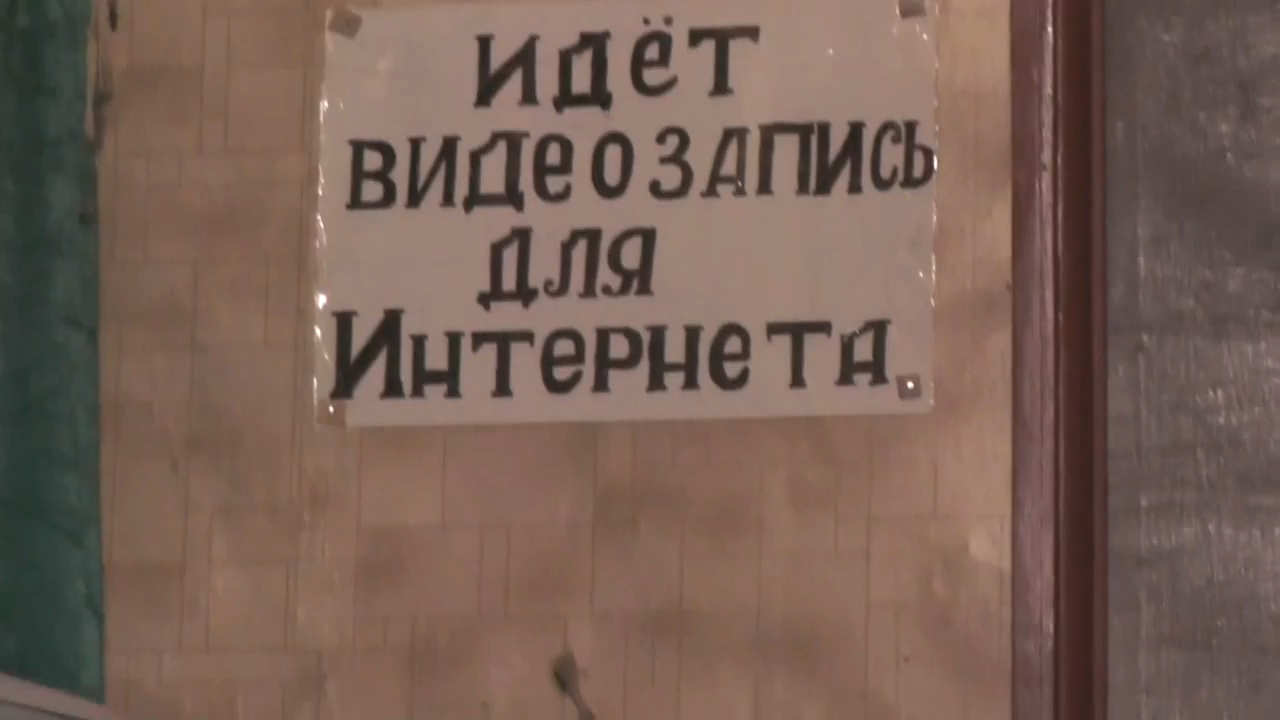 идёт
видеозапись
для
Интернета.